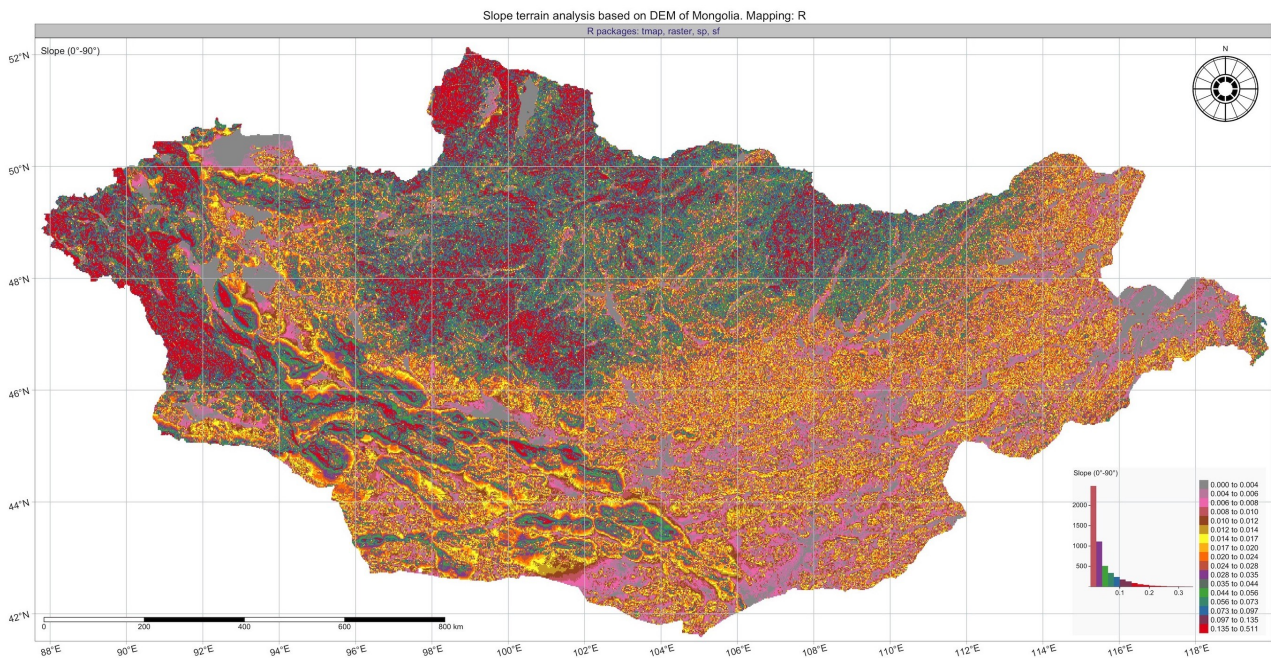 Slope terrain analysis based on DEM of Mongolia. Mapping: R
R packages: tmap, raster, sp, sf
Slope (0°-90°)
N
52°N
50°N
48°N
46°N
44°N
42°N
Slope (0°-90°)
2000
1500
1000
500
0.1 0.2 0.3
0.000 to 0.004
0.004 to 0.006
0.006 to 0.008
0.008 to 0.010
0.010 to 0.012
0.012 to 0.014
0.014 to 0.017
0.017 to 0.020
0.020 to 0.024
0.024 to 0.028
0.028 to 0.035
0.035 to 0.044
0.044 to 0.056
0.056 to 0.073
0.073 to 0.097
0.097 to 0.135
0.135 to 0.511
0 200 400 600 800 km
88°E 90°E 92°E 94°E 96°E 98°E 100°E 102°E 104°E 106°E 108°E 110°E 112°E 114°E 116°E 118°E